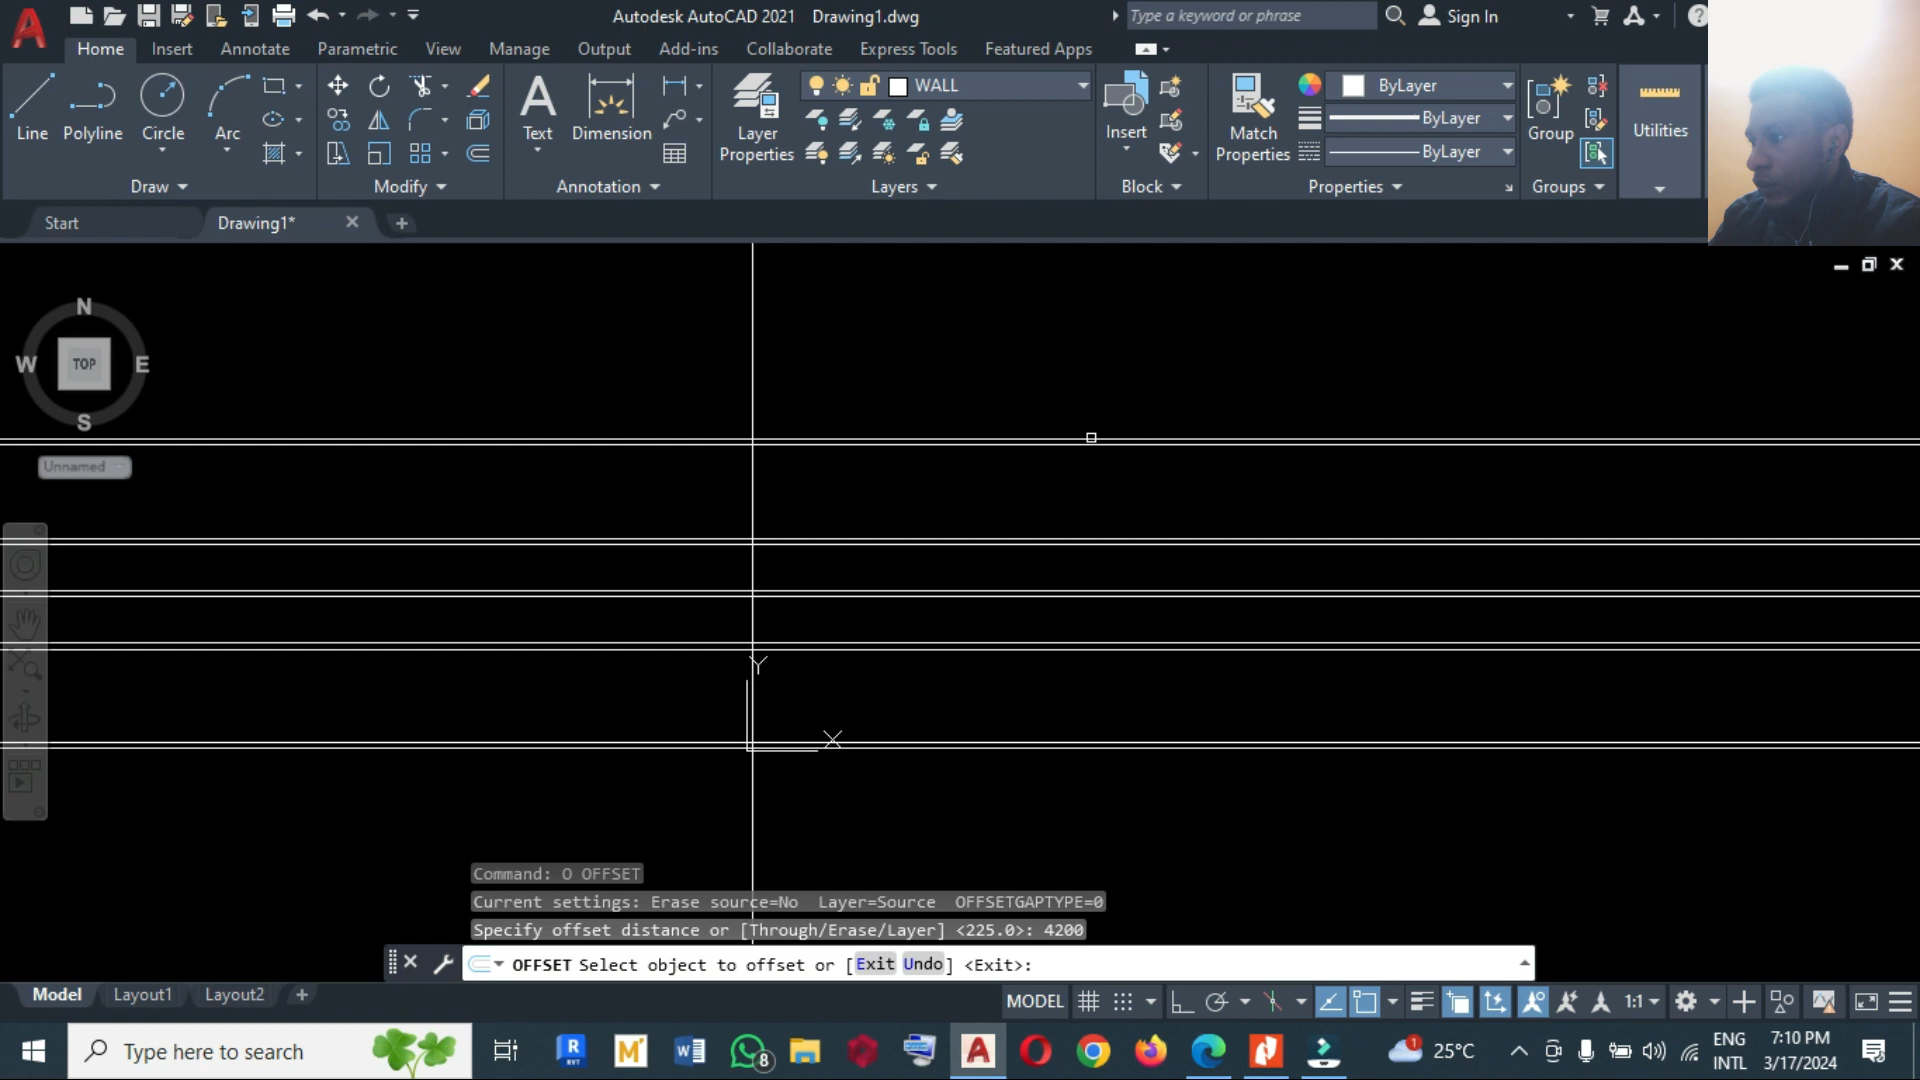 Autodesk AutoCAD 2021 Drawing1.dwg
Type a keyword or phrase
Sign In
Home Insert Annotate Parametric View Manage Output Add-ins Collaborate Express Tools Featured Apps
Line Polyline Circle Arc
Text Dimension
Layer Properties
WALL
Insert
Match Properties
ByLayer
ByLayer
ByLayer
Group
Utilities
Draw Modify Annotation Layers Block Properties Groups
Start Drawing1*
N
W TOP E
S
Unnamed
Y
X
Command: O OFFSET
Current settings: Erase source=No Layer=Source OFFSETGAPTYPE=0
Specify offset distance or [Through/Erase/Layer] <225.0>: 4200
OFFSET Select object to offset or [Exit Undo] <Exit>:
Model Layout1 Layout2
MODEL 1:1
Type here to search
8
1
25°C
ENG
INTL
7:10 PM
3/17/2024